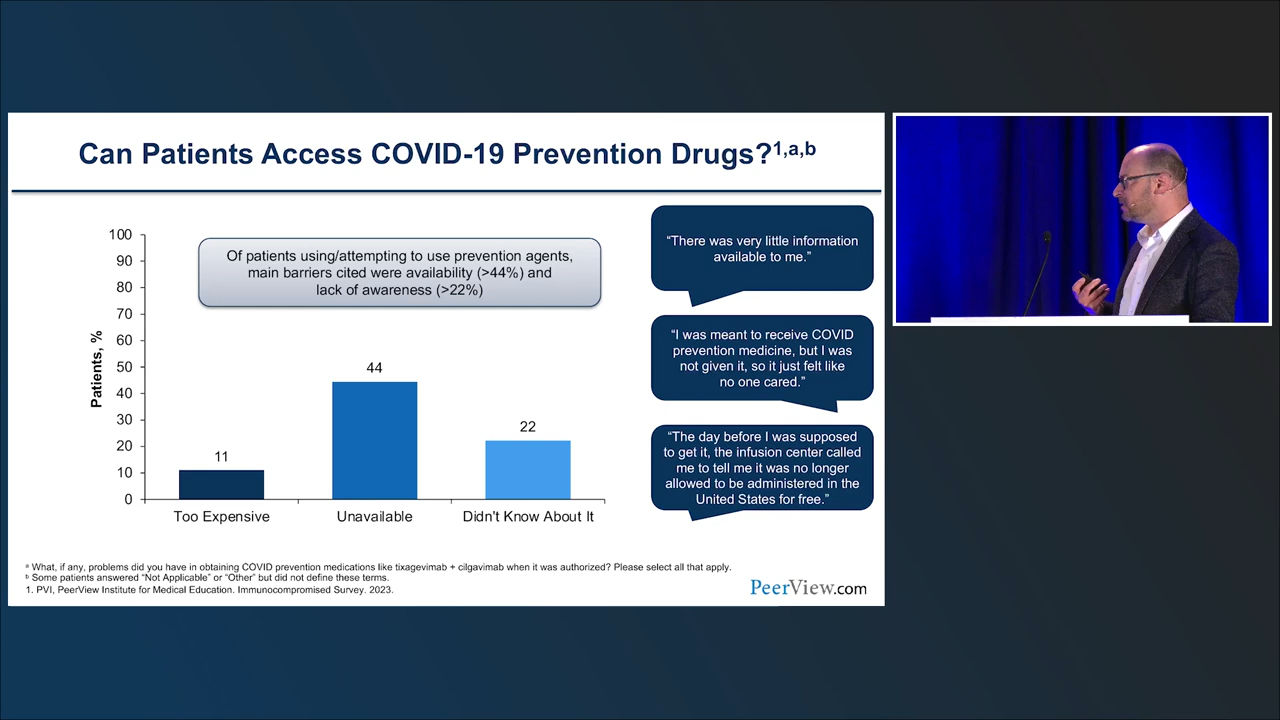 Can Patients Access COVID-19 Prevention Drugs?1,a,b
Of patients using/attempting to use prevention agents,
main barriers cited were availability (>44%) and
lack of awareness (>22%)
Patients, %
100
90
80
70
60
50
40
30
20
10
0
11
44
22
Too Expensive
Unavailable
Didn't Know About It
“There was very little information
available to me.”
“I was meant to receive COVID
prevention medicine, but I was
not given it, so it just felt like
no one cared.”
“The day before I was supposed
to get it, the infusion center called
me to tell me it was no longer
allowed to be administered in the
United States for free.”
a What, if any, problems did you have in obtaining COVID prevention medications like tixagevimab + cilgavimab when it was authorized? Please select all that apply.
b Some patients answered “Not Applicable” or “Other” but did not define these terms.
1. PVI, PeerView Institute for Medical Education. Immunocompromised Survey. 2023.
PeerView.com